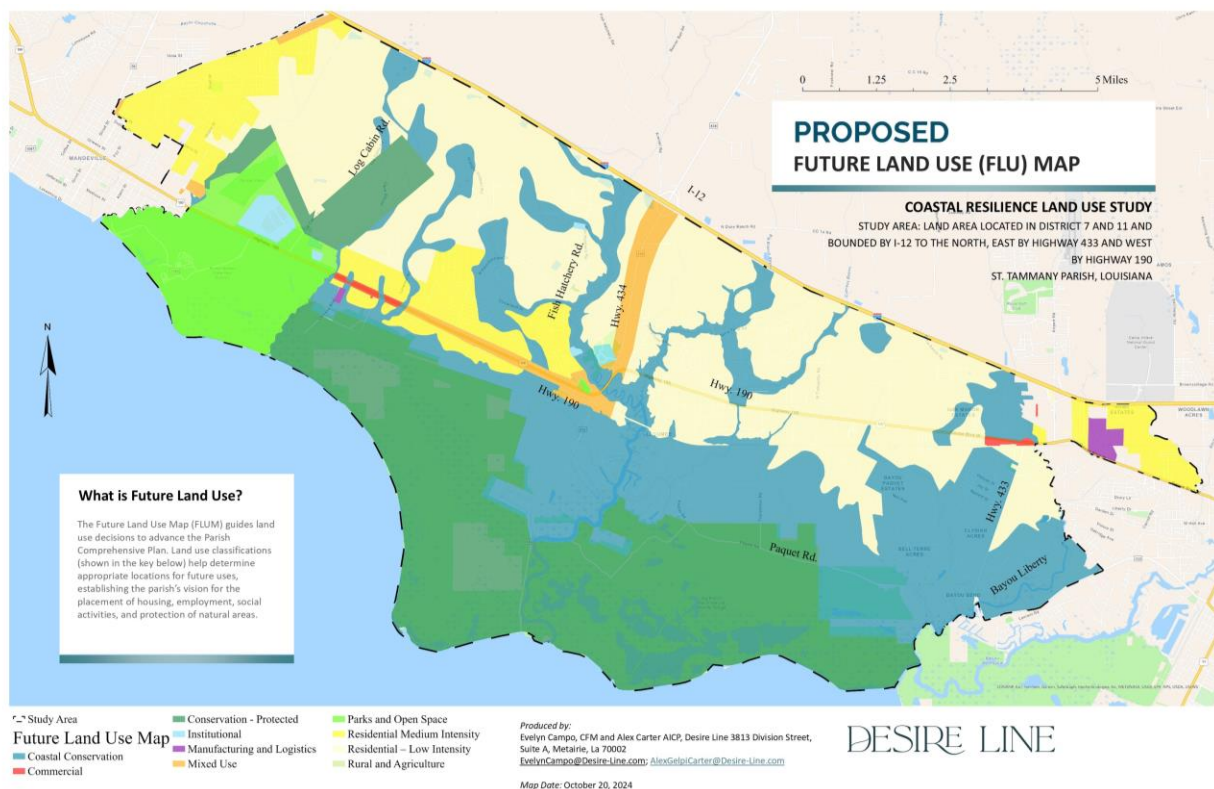 0 1.25 2.5 5 Miles
PROPOSED
FUTURE LAND USE (FLU) MAP
COASTAL RESILIENCE LAND USE STUDY
STUDY AREA: LAND AREA LOCATED IN DISTRICT 7 AND 11 AND
BOUNDED BY I-12 TO THE NORTH, EAST BY HIGHWAY 433 AND WEST
BY HIGHWAY 190
ST. TAMMANY PARISH, LOUISIANA
MANDEVILLE
Log Cabin Rd.
I-12
Fish Hatchery Rd.
Hwy. 434
Hwy. 190
Hwy. 190
WOODLAWN
ACRES
N
Hwy. 433
Paquet Rd.
Bayou Liberty
What is Future Land Use?
The Future Land Use Map (FLUM) guides land
use decisions to advance the Parish
Comprehensive Plan. Land use classifications
(shown in the key below) help determine
appropriate locations for future uses,
establishing the parish's vision for the
placement of housing, employment, social
activities, and protection of natural areas.
Study Area
Future Land Use Map
Coastal Conservation
Commercial
Conservation - Protected
Institutional
Manufacturing and Logistics
Mixed Use
Parks and Open Space
Residential Medium Intensity
Residential – Low Intensity
Rural and Agriculture
Produced by:
Evelyn Campo, CFM and Alex Carter AICP, Desire Line 3813 Division Street,
Suite A, Metairie, La 70002
EvelynCampo@Desire-Line.com; AlexGelpiCarter@Desire-Line.com
Map Date: October 20, 2024
DESIRE LINE